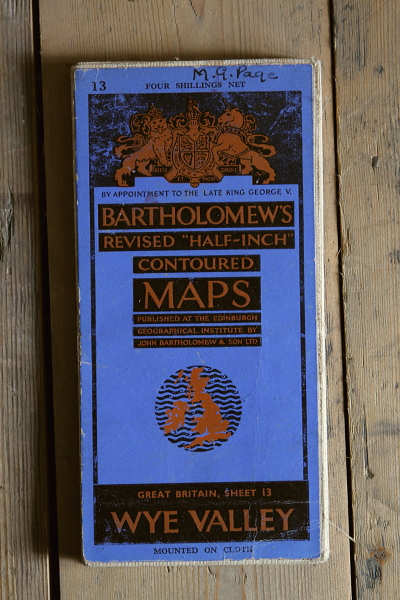 M.G. Page
13 FOUR SHILLINGS NET
BY APPOINTMENT TO THE LATE KING GEORGE V.
BARTHOLOMEW'S
REVISED "HALF-INCH"
CONTOURED
MAPS
PUBLISHED AT THE EDINBURGH
GEOGRAPHICAL INSTITUTE BY
JOHN BARTHOLOMEW & SON LTD
GREAT BRITAIN, SHEET 13
WYE VALLEY
MOUNTED ON CLOTH